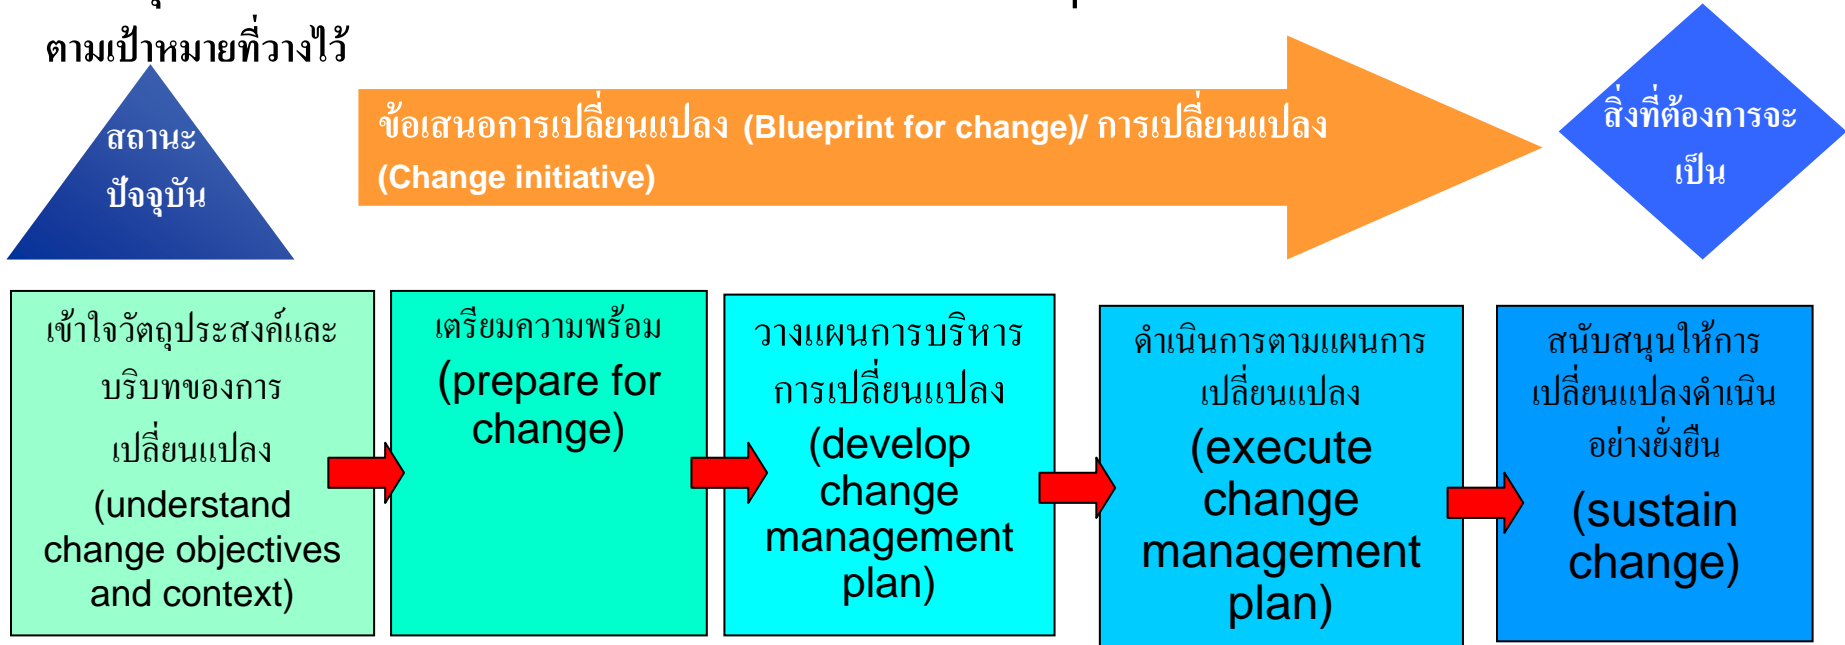 ตามเป้าหมายที่วางไว้
สถานะ
ปัจจุบัน
ข้อเสนอการเปลี่ยนแปลง (Blueprint for change)/ การเปลี่ยนแปลง
(Change initiative)
สิ่งที่ต้องการจะ
เป็น
เข้าใจวัตถุประสงค์และ
บริบทของการ
เปลี่ยนแปลง
(understand
change objectives
and context)
เตรียมความพร้อม
(prepare for
change)
วางแผนการบริหาร
การเปลี่ยนแปลง
(develop
change
management
plan)
ดำเนินการตามแผนการ
เปลี่ยนแปลง
(execute
change
management
plan)
สนับสนุนให้การ
เปลี่ยนแปลงดำเนิน
อย่างยั่งยืน
(sustain
change)